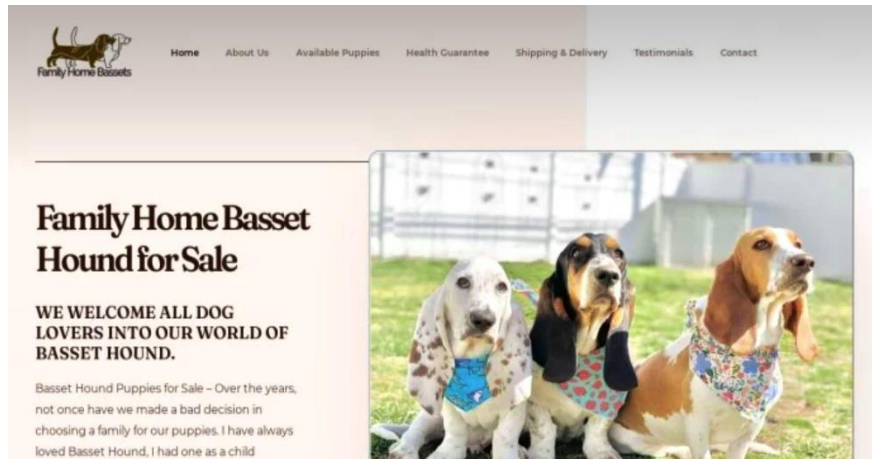 Family Home Bassets
Home About Us Available Puppies Health Guarantee Shipping & Delivery Testimonials Contact
Family Home Basset
Hound for Sale
WE WELCOME ALL DOG
LOVERS INTO OUR WORLD OF
BASSET HOUND.
Basset Hound Puppies for Sale – Over the years,
not once have we made a bad decision in
choosing a family for our puppies. I have always
loved Basset Hound, I had one as a child